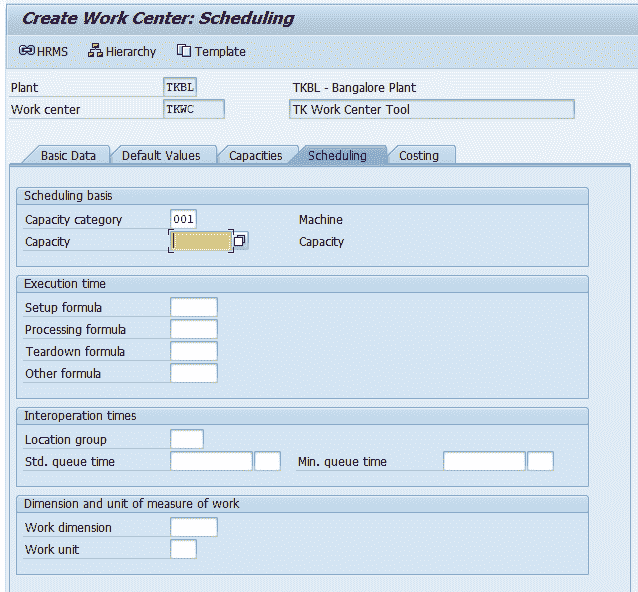 Create Work Center: Scheduling
HRMS Hierarchy Template
Plant TKBL TKBL - Bangalore Plant
Work center TKWC TK Work Center Tool
Basic Data Default Values Capacities Scheduling Costing
Scheduling basis
Capacity category 001 Machine
Capacity Capacity
Execution time
Setup formula
Processing formula
Teardown formula
Other formula
Interoperation times
Location group
Std. queue time Min. queue time
Dimension and unit of measure of work
Work dimension
Work unit